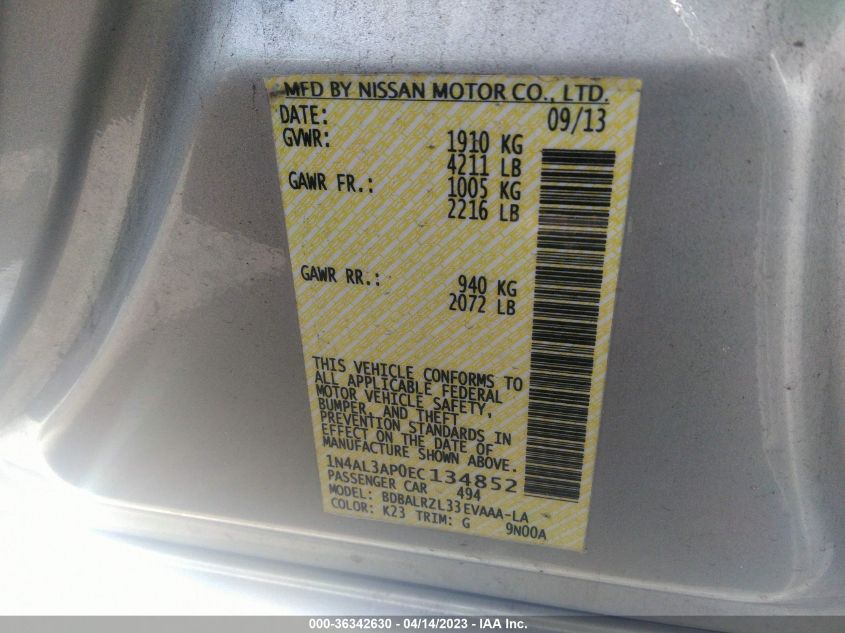 MFD BY NISSAN MOTOR CO., LTD.
DATE: 09/13
GVWR: 1910 KG
4211 LB
GAWR FR.: 1005 KG
2216 LB
GAWR RR.: 940 KG
2072 LB
THIS VEHICLE CONFORMS TO
ALL APPLICABLE FEDERAL
MOTOR VEHICLE SAFETY,
BUMPER, AND THEFT
PREVENTION STANDARDS IN
EFFECT ON THE DATE OF
MANUFACTURE SHOWN ABOVE.
1N4AL3AP0EC134852
PASSENGER CAR 494
MODEL: BDBALRZL33EVAAA-LA
COLOR: K23 TRIM: G 9N00A
000-36342630 - 04/14/2023 - IAA Inc.